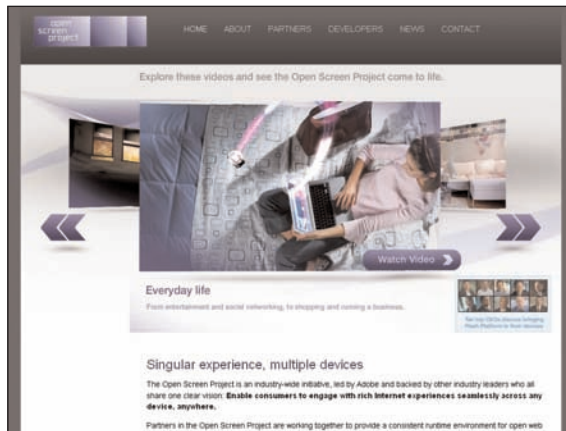 open
screen
project
HOME ABOUT PARTNERS DEVELOPERS NEWS CONTACT
Explore these videos and see the Open Screen Project come to life.
Watch Video
Everyday life
From entertainment and social networking, to shopping and running a business.
Singular experience, multiple devices
The Open Screen Project is an industry-wide initiative, led by Adobe and backed by other industry leaders who all
share one clear vision: Enable consumers to engage with rich Internet experiences seamlessly across any
device, anywhere.
Partners in the Open Screen Project are working together to provide a consistent runtime environment for open web